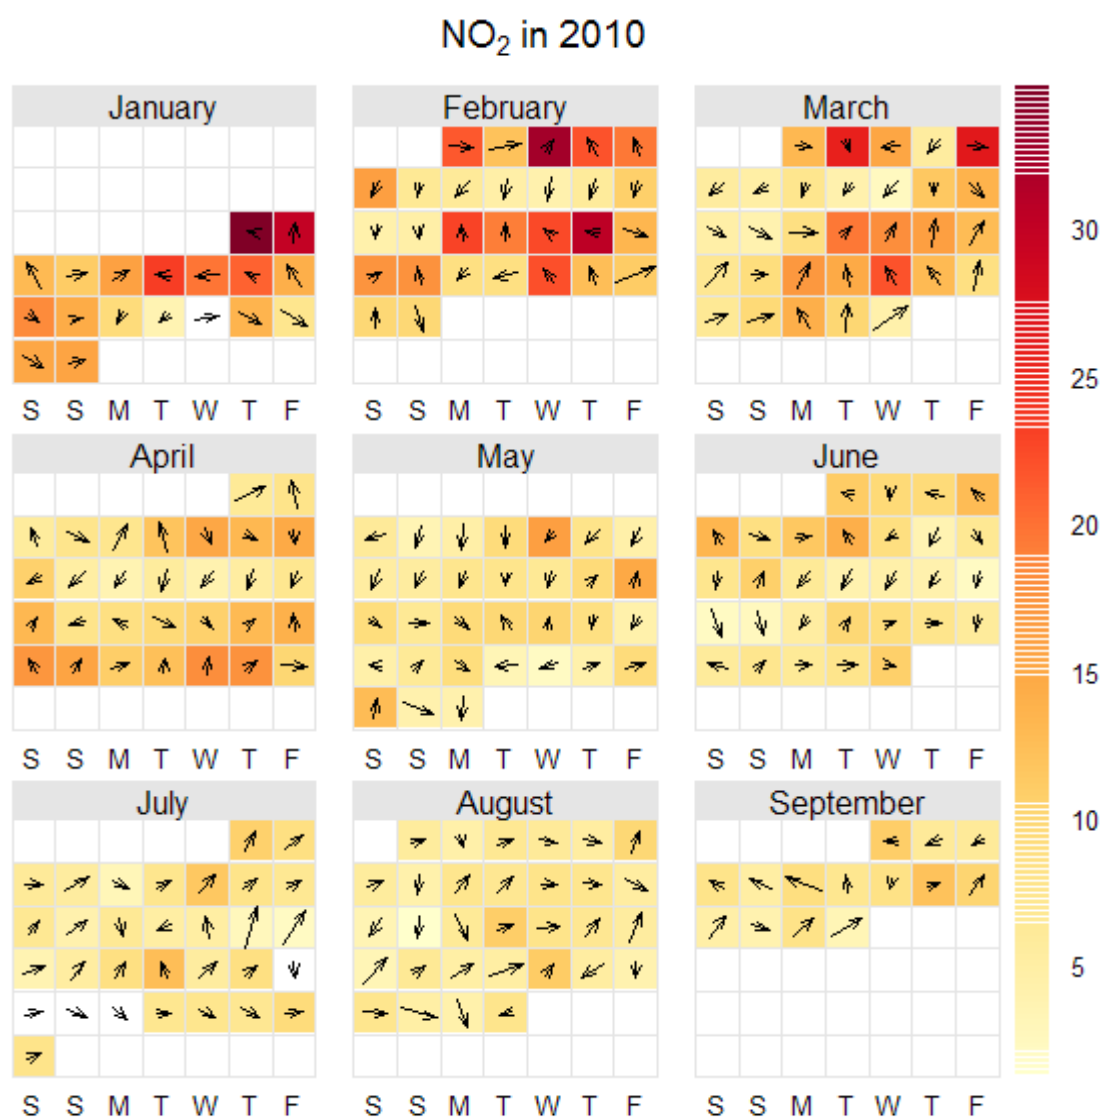 NO₂ in 2010
January February March
30
25
S S M T W T F S S M T W T F S S M T W T F
April May June
20
15
S S M T W T F S S M T W T F S S M T W T F
July August September
10
5
S S M T W T F S S M T W T F S S M T W T F